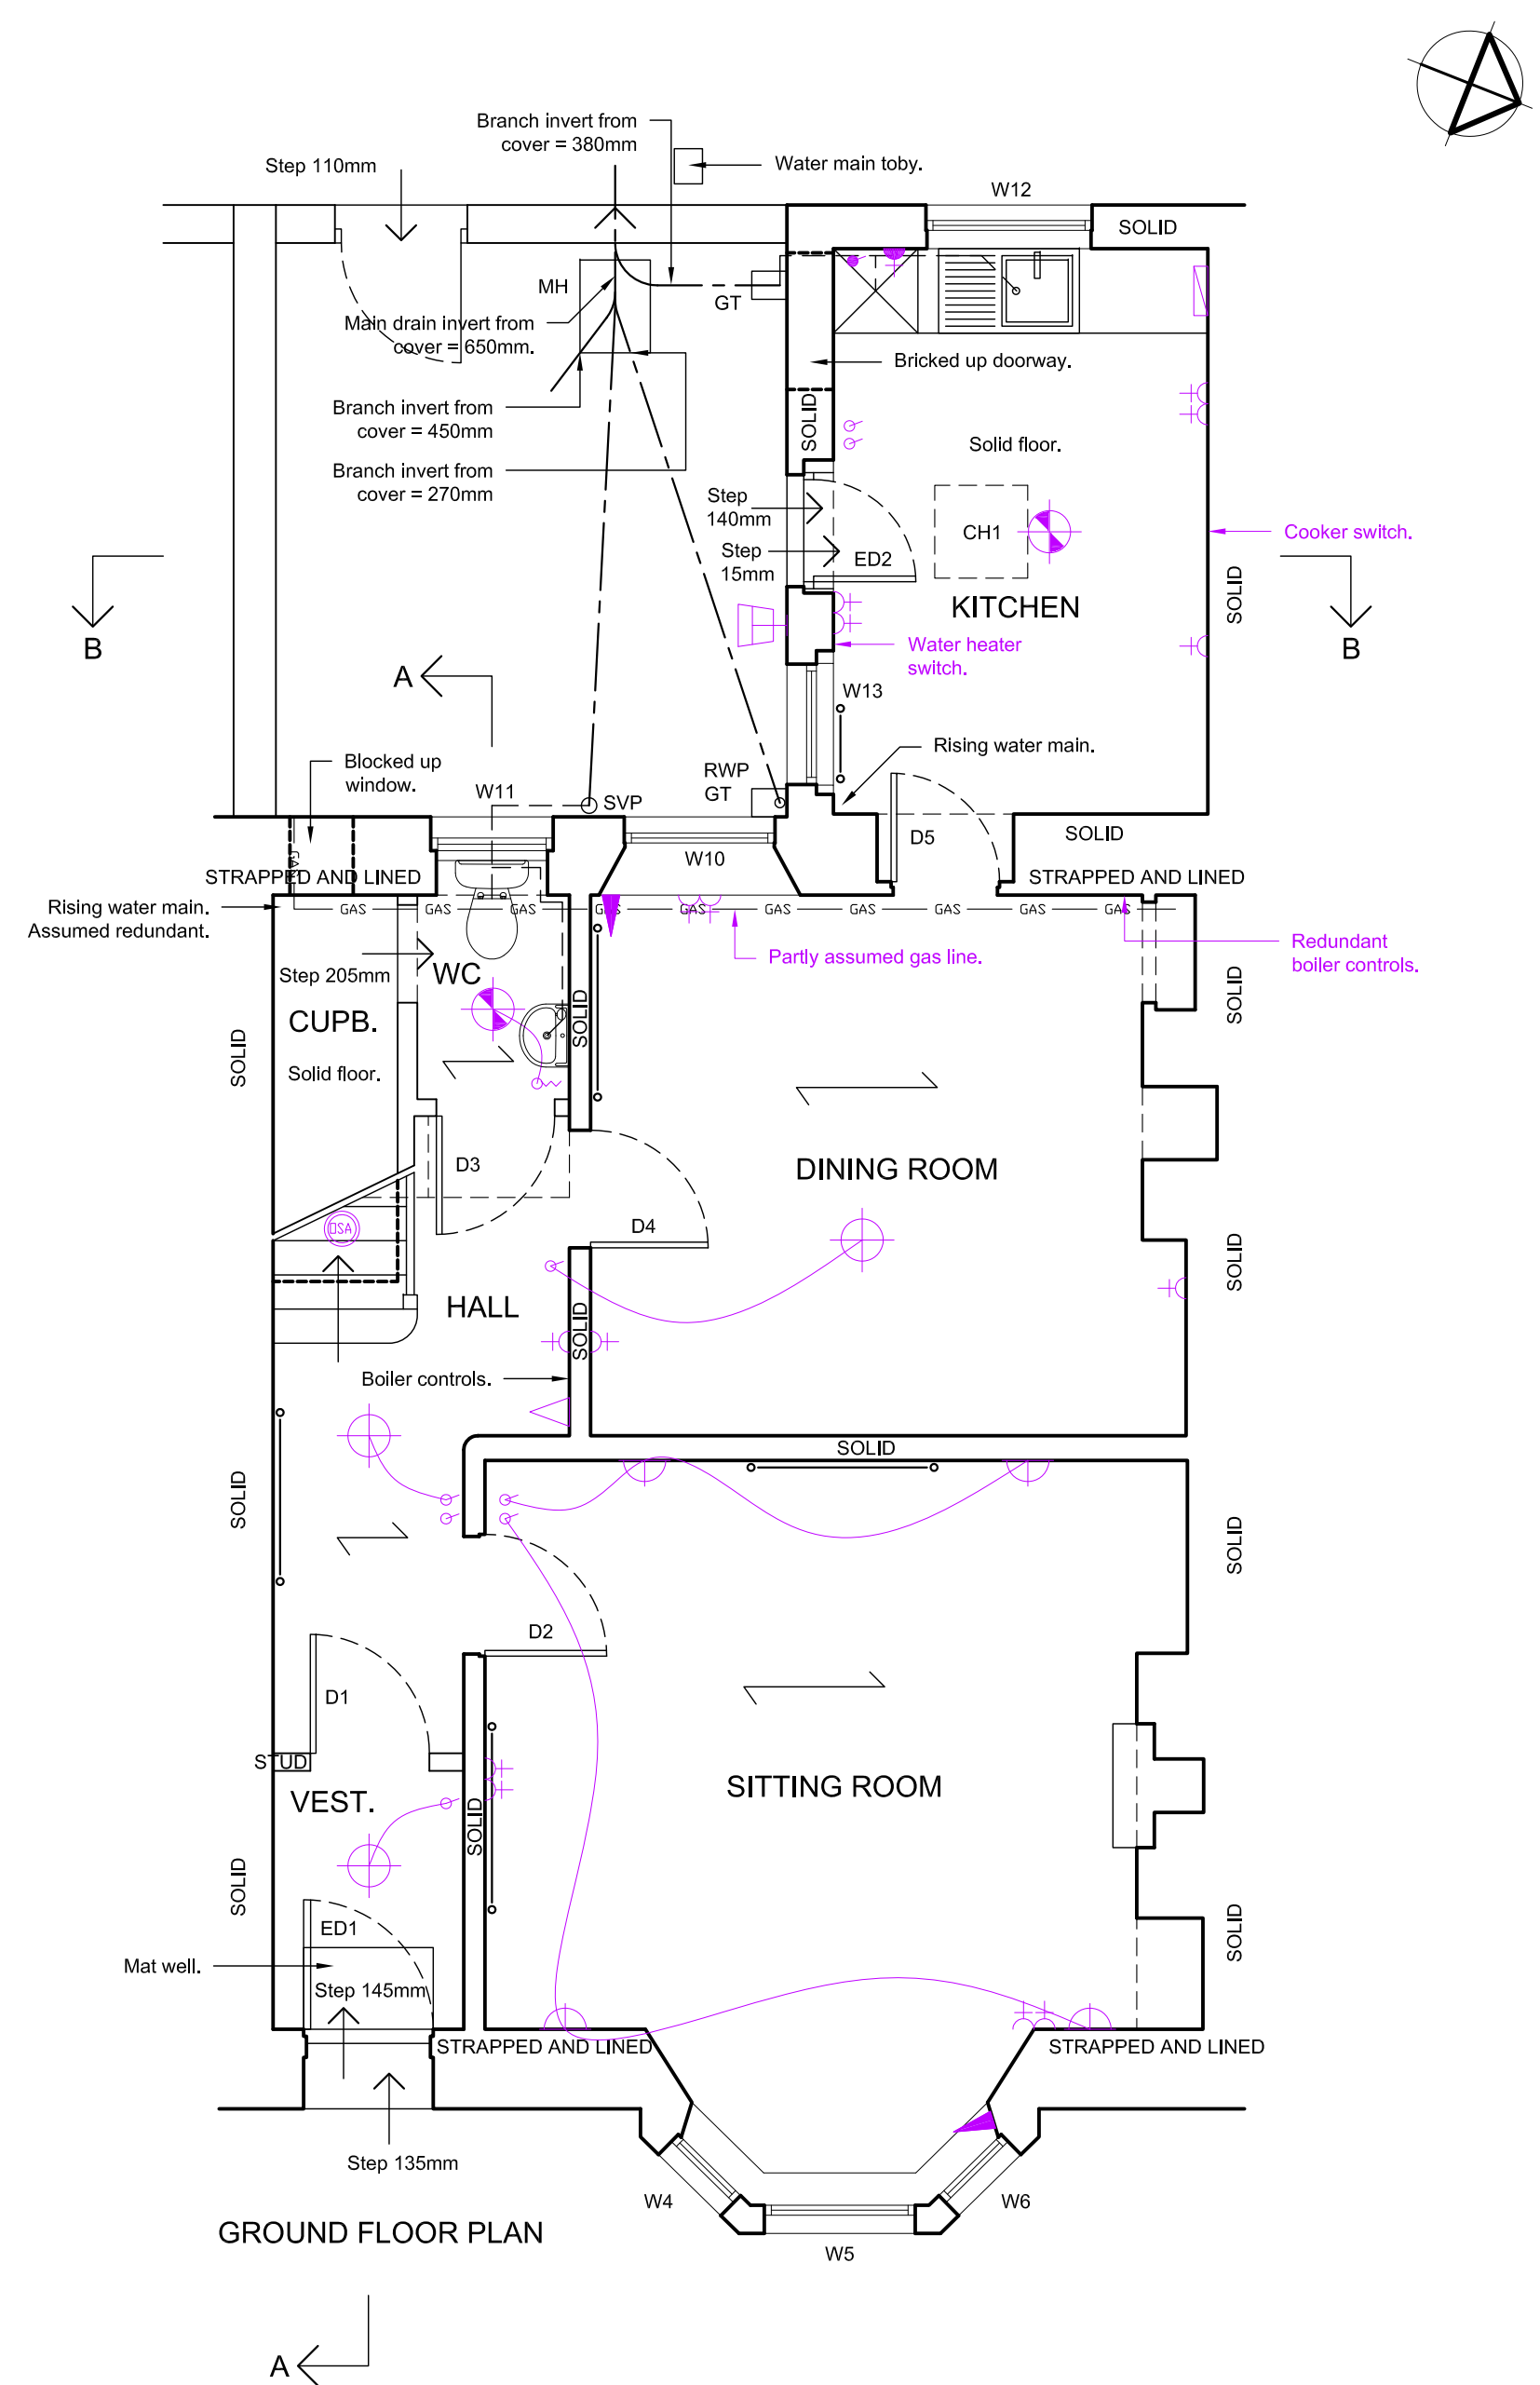 Branch invert from
cover = 380mm
Step 110mm
Water main toby.
W12
SOLID
MH
GT
Main drain invert from
cover = 650mm.
Bricked up doorway.
Branch invert from
cover = 450mm
SOLID
Solid floor.
Branch invert from
cover = 270mm
Step
140mm
CH1
Cooker switch.
Step
15mm
ED2
SOLID
KITCHEN
B
B
Water heater
switch.
A
W13
Rising water main.
Blocked up
window.
RWP
GT
W11
SVP
D5
SOLID
W10
GAS
STRAPPED AND LINED
STRAPPED AND LINED
Rising water main.
Assumed redundant.
GAS
GAS
GAS
GAS
GAS
GAS
GAS
GAS
GAS
GAS
Partly assumed gas line.
Redundant
boiler controls.
Step 205mm
WC
SOLID
SOLID
CUPB.
SOLID
Solid floor.
D3
DINING ROOM
DSA
D4
SOLID
HALL
SOLID
Boiler controls.
SOLID
SOLID
SOLID
D2
D1
STUD
SITTING ROOM
VEST.
SOLID
SOLID
ED1
SOLID
Mat well.
Step 145mm
STRAPPED AND LINED
STRAPPED AND LINED
Step 135mm
W4
W6
GROUND FLOOR PLAN
W5
A